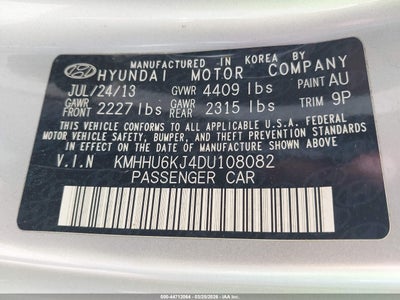 MANUFACTURED IN KOREA BY
HYUNDAI MOTOR COMPANY
JUL/24/13 GVWR 4409 lbs PAINT AU
GAWR FRT 2227 lbs GAWR RR 2315 lbs TRIM 9P
THIS VEHICLE CONFORMS TO ALL APPLICABLE U.S. FEDERAL
MOTOR VEHICLE SAFETY, BUMPER, AND THEFT PREVENTION STANDARDS
IN EFFECT ON THE DATE OF MANUFACTURE SHOWN ABOVE.
V.I.N KMHHU6KJ4DU108082
PASSENGER CAR